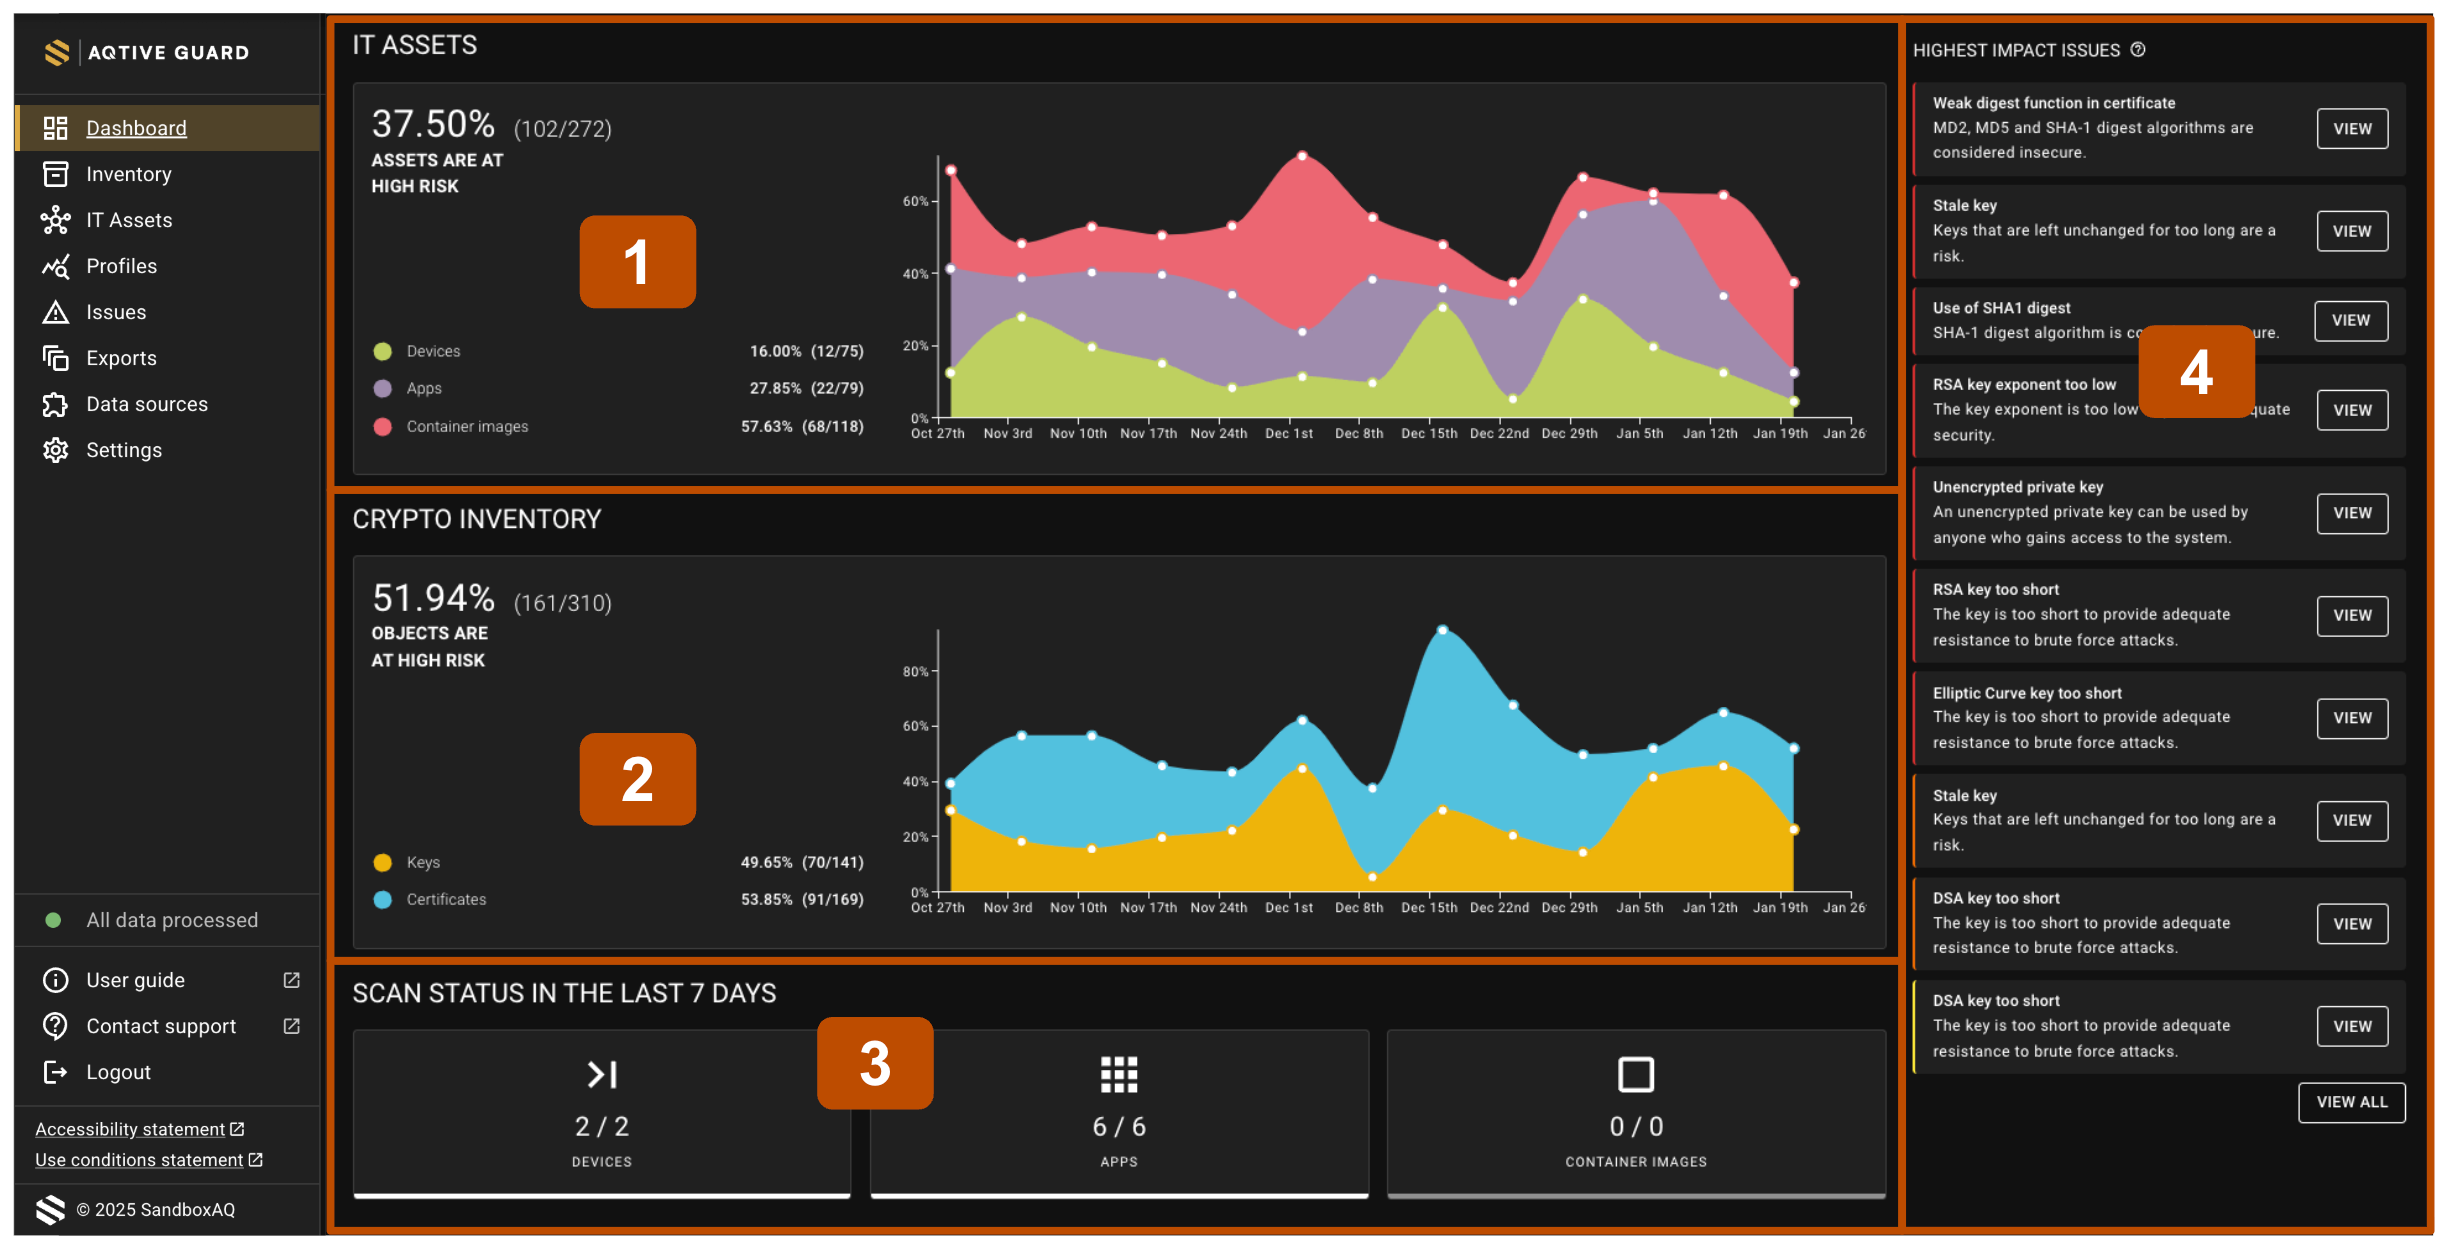 AQTIVE GUARD
Dashboard
Inventory
IT Assets
Profiles
Issues
Exports
Data sources
Settings
All data processed
User guide
Contact support
Logout
Accessibility statement
Use conditions statement
© 2025 SandboxAQ
IT ASSETS
37.50% (102/272)
ASSETS ARE AT
HIGH RISK
1
Devices 16.00% (12/75)
Apps 27.85% (22/79)
Container images 57.63% (68/118)
60%
40%
20%
0%
Oct 27th Nov 3rd Nov 10th Nov 17th Nov 24th Dec 1st Dec 8th Dec 15th Dec 22nd Dec 29th Jan 5th Jan 12th Jan 19th Jan 26
CRYPTO INVENTORY
51.94% (161/310)
OBJECTS ARE
AT HIGH RISK
2
Keys 49.65% (70/141)
Certificates 53.85% (91/169)
80%
60%
40%
20%
0%
Oct 27th Nov 3rd Nov 10th Nov 17th Nov 24th Dec 1st Dec 8th Dec 15th Dec 22nd Dec 29th Jan 5th Jan 12th Jan 19th Jan 26
SCAN STATUS IN THE LAST 7 DAYS
3
2 / 2
DEVICES
6 / 6
APPS
0 / 0
CONTAINER IMAGES
HIGHEST IMPACT ISSUES
Weak digest function in certificate
MD2, MD5 and SHA-1 digest algorithms are
considered insecure.
VIEW
Stale key
Keys that are left unchanged for too long are a
risk.
VIEW
Use of SHA1 digest
SHA-1 digest algorithm is
VIEW
4
RSA key exponent too low
The key exponent is too low
security.
VIEW
Unencrypted private key
An unencrypted private key can be used by
anyone who gains access to the system.
VIEW
RSA key too short
The key is too short to provide adequate
resistance to brute force attacks.
VIEW
Elliptic Curve key too short
The key is too short to provide adequate
resistance to brute force attacks.
VIEW
Stale key
Keys that are left unchanged for too long are a
risk.
VIEW
DSA key too short
The key is too short to provide adequate
resistance to brute force attacks.
VIEW
DSA key too short
The key is too short to provide adequate
resistance to brute force attacks.
VIEW
VIEW ALL